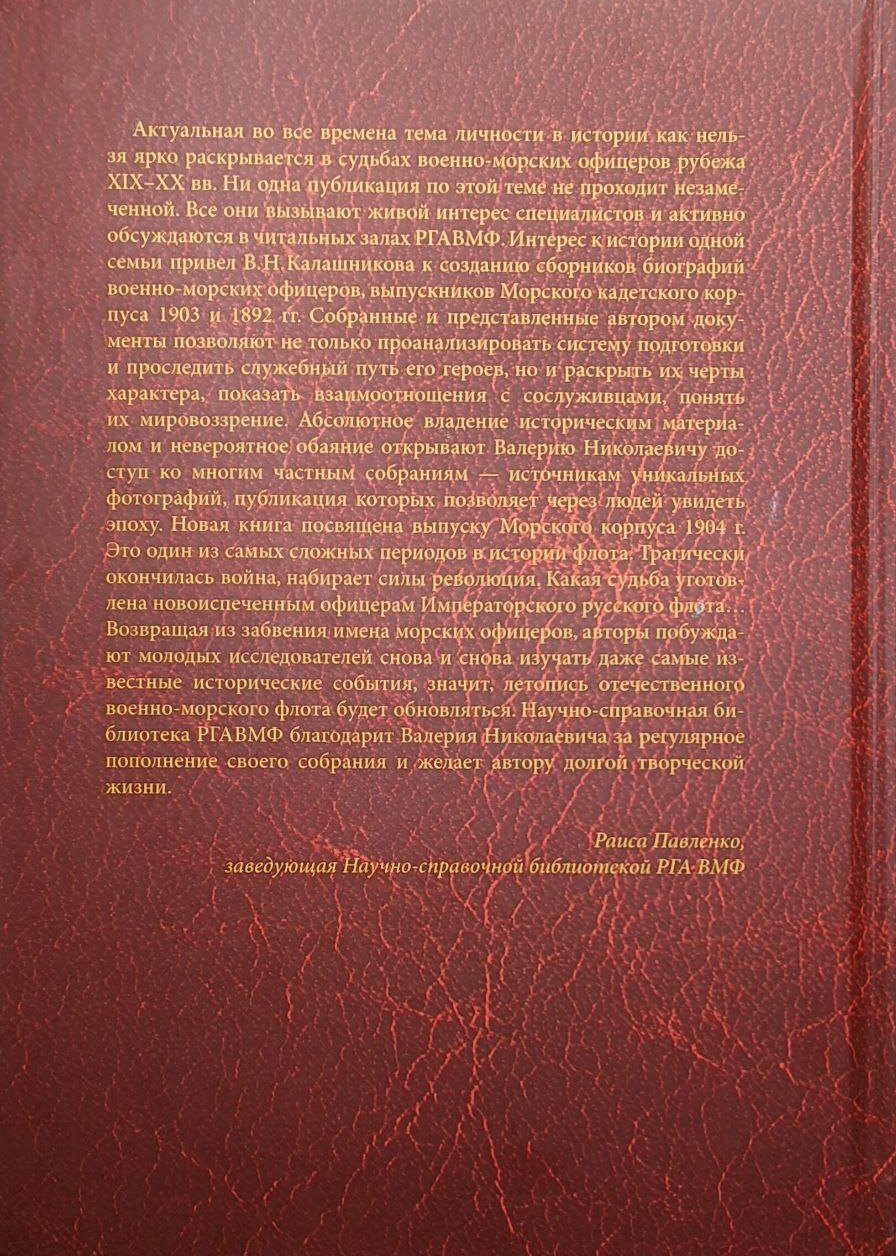 Актуальная во все времена тема личности в истории как нель-
зя ярко раскрывается в судьбах военно-морских офицеров рубежа
XIX–XX вв. Ни одна публикация по этой теме не проходит незаме-
ченной. Все они вызывают живой интерес специалистов и активно
обсуждаются в читальных залах РГАВМФ. Интерес к истории одной
семьи привел В.Н.Калашникова к созданию сборников биографий
военно-морских офицеров, выпускников Морского кадетского кор-
пуса 1903 и 1892 гг. Собранные и представленные автором доку-
менты позволяют не только проанализировать систему подготовки
и проследить служебный путь его героев, но и раскрыть их черты
характера, показать взаимоотношения с сослуживцами, понять
их мировоззрение. Абсолютное владение историческим материа-
лом и невероятное обаяние открывают Валерию Николаевичу до-
ступ ко многим частным собраниям — источникам уникальных
фотографий, публикация которых позволяет через людей увидеть
эпоху. Новая книга посвящена выпуску Морского корпуса 1904 г.
Это один из самых сложных периодов в истории флота. Трагически
окончилась война, набирает силы революция. Какая судьба уготов-
лена новоиспеченным офицерам Императорского русского флота…
Возвращая из забвения имена морских офицеров, авторы побужда-
ют молодых исследователей снова и снова изучать даже самые из-
вестные исторические события, значит, летопись отечественного
военно-морского флота будет обновляться. Научно-справочная би-
блиотека РГАВМФ благодарит Валерия Николаевича за регулярное
пополнение своего собрания и желает автору долгой творческой
жизни.
Раиса Павленко,
заведующая Научно-справочной библиотекой РГА ВМФ